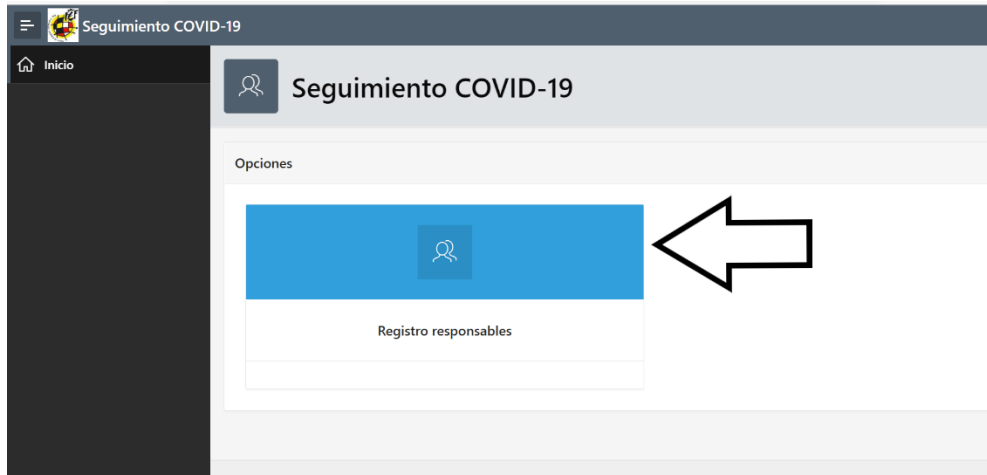 Seguimiento COVID-19
Inicio
Seguimiento COVID-19
Opciones
Registro responsables